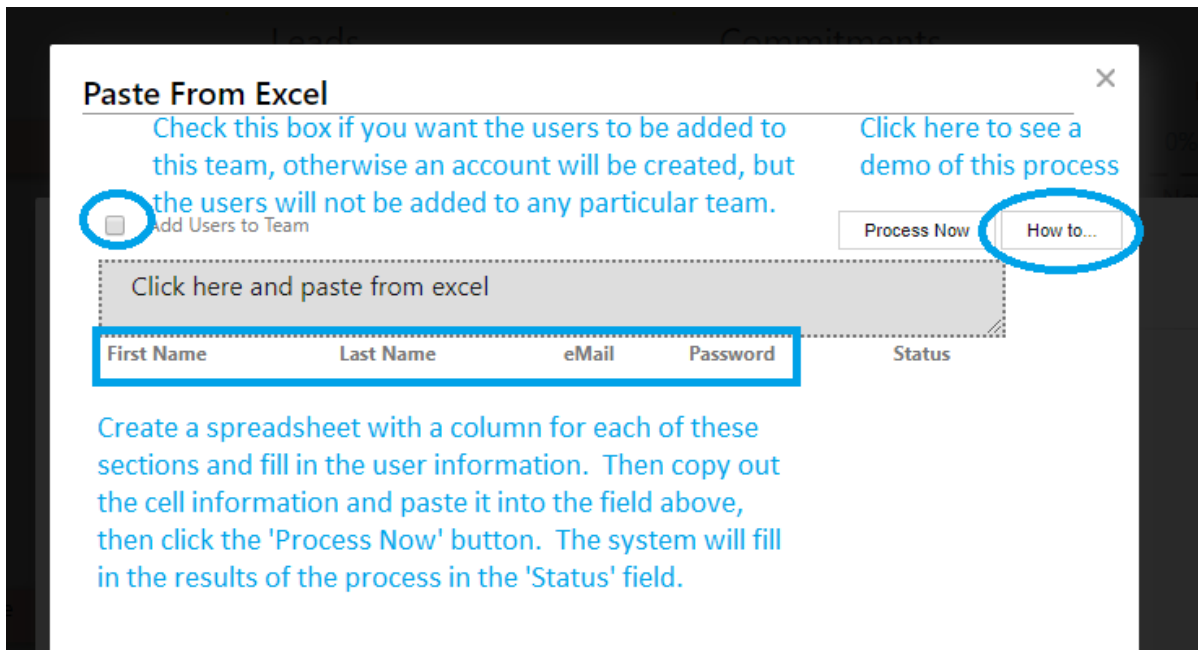 Leads Commitments
Paste From Excel ×
Check this box if you want the users to be added to
this team, otherwise an account will be created, but
the users will not be added to any particular team.
Click here to see a
demo of this process
0%
Add Users to Team
Process Now How to...
Click here and paste from excel
First Name Last Name eMail Password Status
Create a spreadsheet with a column for each of these
sections and fill in the user information. Then copy out
the cell information and paste it into the field above,
then click the 'Process Now' button. The system will fill
in the results of the process in the 'Status' field.